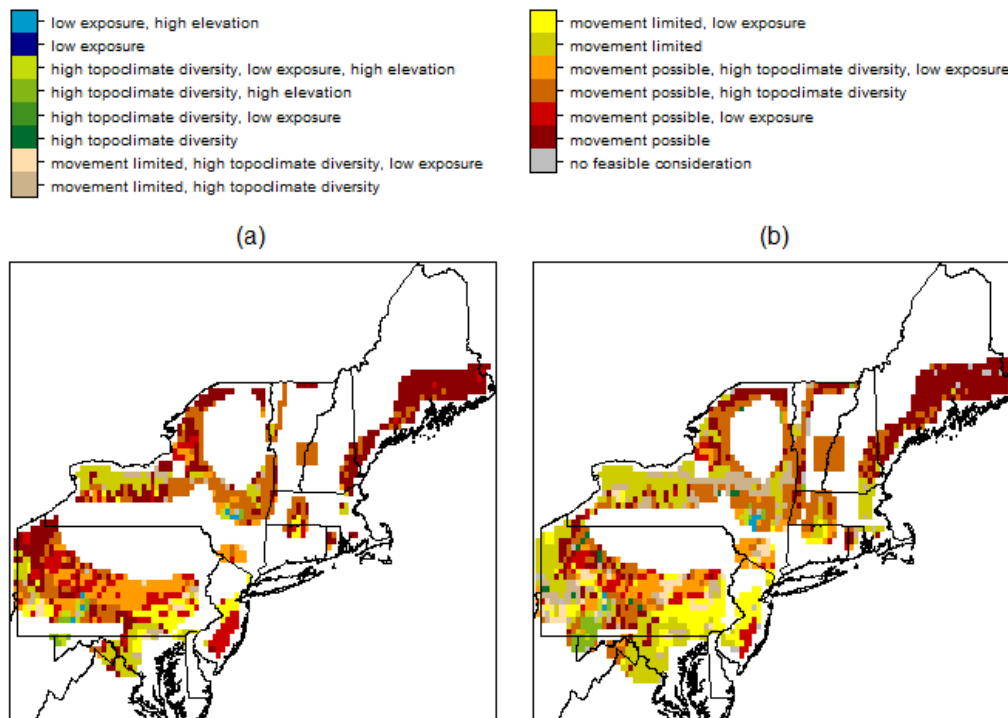 low exposure, high elevation
low exposure
high topoclimate diversity, low exposure, high elevation
high topoclimate diversity, high elevation
high topoclimate diversity, low exposure
high topoclimate diversity
movement limited, high topoclimate diversity, low exposure
movement limited, high topoclimate diversity
movement limited, low exposure
movement limited
movement possible, high topoclimate diversity, low exposure
movement possible, high topoclimate diversity
movement possible, low exposure
movement possible
no feasible consideration
(a)
(b)